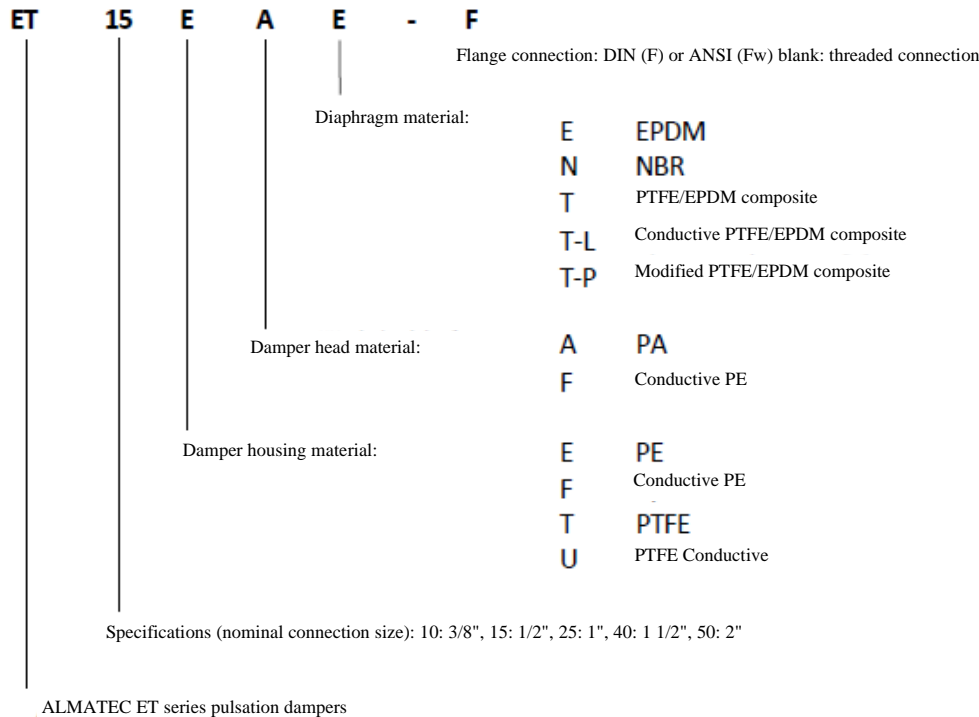 ET 15 E A E - F
Flange connection: DIN (F) or ANSI (Fw) blank: threaded connection
Diaphragm material:
E EPDM
N NBR
T PTFE/EPDM composite
T-L Conductive PTFE/EPDM composite
T-P Modified PTFE/EPDM composite
Damper head material:
A PA
F Conductive PE
Damper housing material:
E PE
F Conductive PE
T PTFE
U PTFE Conductive
Specifications (nominal connection size): 10: 3/8", 15: 1/2", 25: 1", 40: 1 1/2", 50: 2"
ALMATEC ET series pulsation dampers